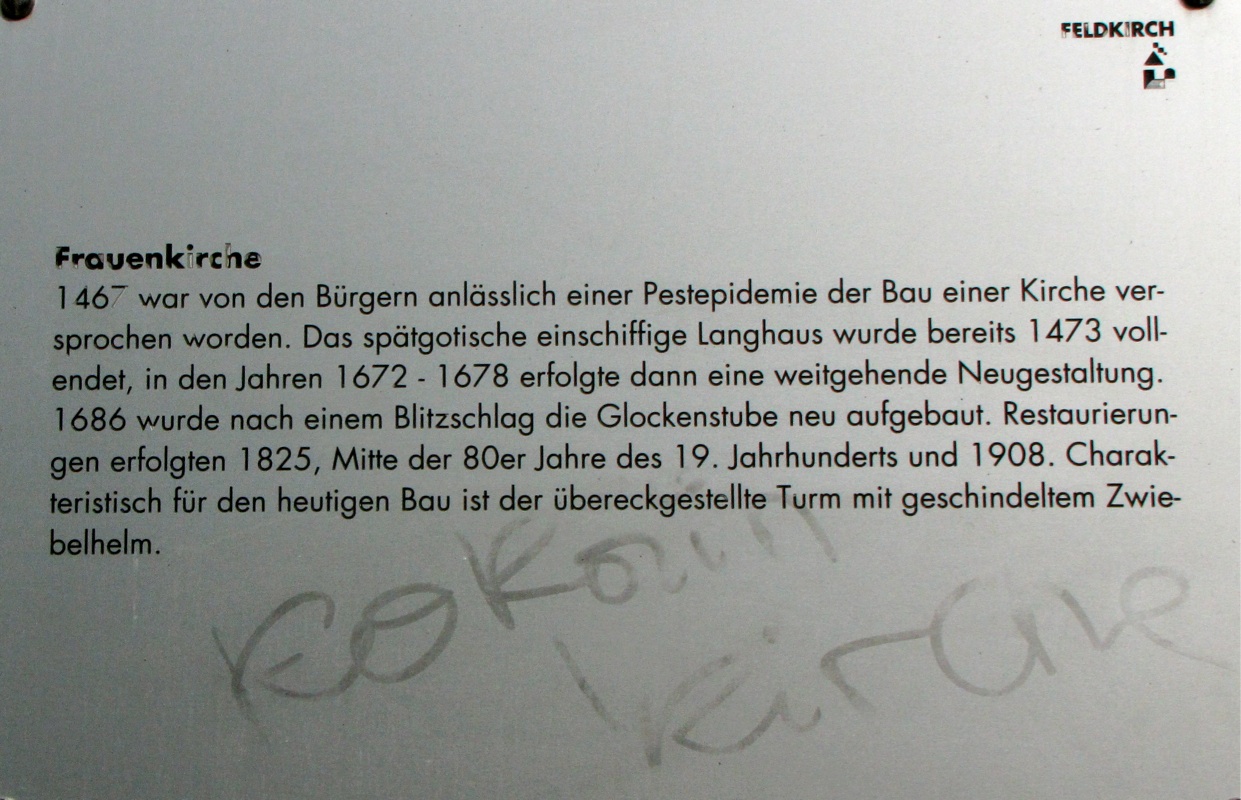 FELDKIRCH
Frauenkirche
1467 war von den Bürgern anlässlich einer Pestepidemie der Bau einer Kirche ver-
sprochen worden. Das spätgotische einschiffige Langhaus wurde bereits 1473 voll-
endet, in den Jahren 1672 - 1678 erfolgte dann eine weitgehende Neugestaltung.
1686 wurde nach einem Blitzschlag die Glockenstube neu aufgebaut. Restaurierun-
gen erfolgten 1825, Mitte der 80er Jahre des 19. Jahrhunderts und 1908. Charak-
teristisch für den heutigen Bau ist der übereckgestellte Turm mit geschindeltem Zwie-
belhelm.
kirche